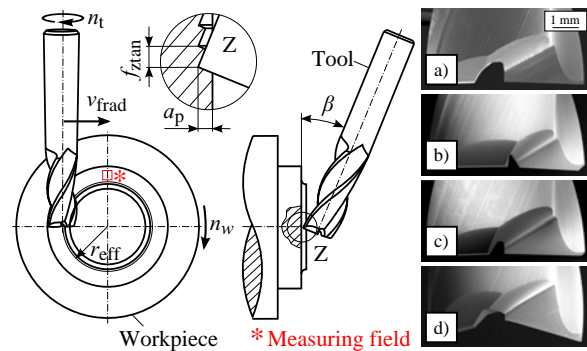 n_t
Z
f_ztan
a_p
v_frad
Tool
β
n_w
r_eff
Z
Workpiece
* Measuring field
1 mm
a)
b)
c)
d)